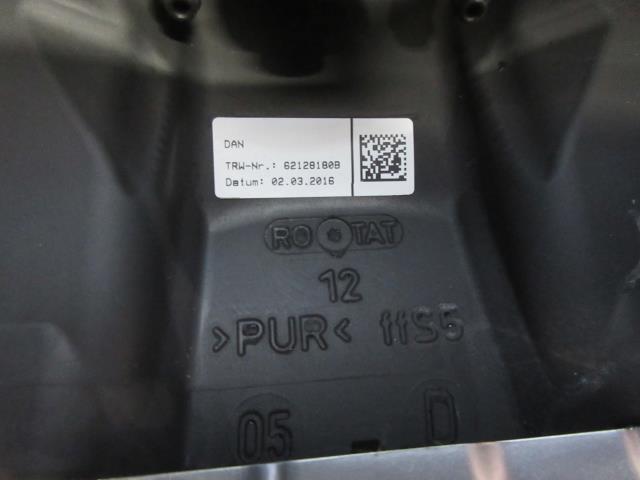 DAN
TRW-Nr.: 62128180B
Datum: 02.03.2016
RO TAT
12
>PUR< ffS5
05 D